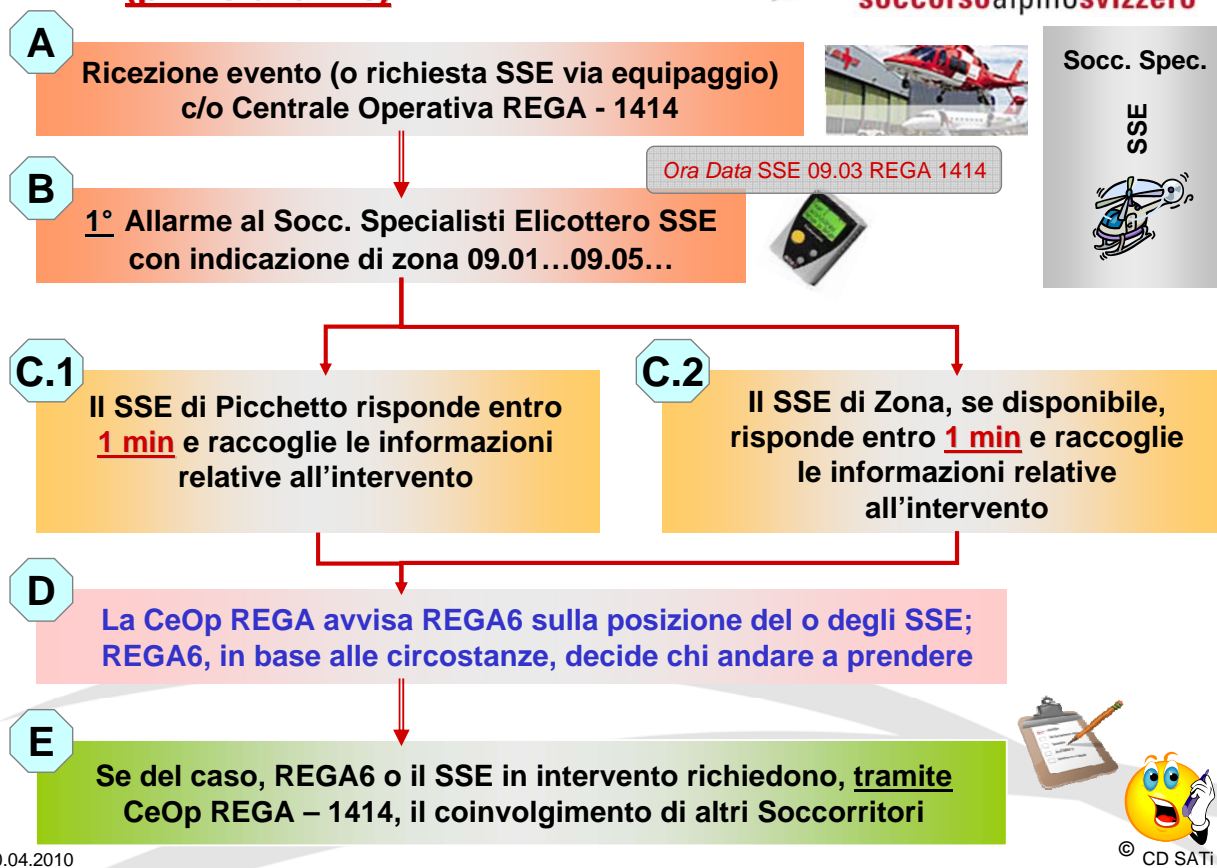 soccorsoalpinosvizzero
A
Ricezione evento (o richiesta SSE via equipaggio)
c/o Centrale Operativa REGA - 1414
Socc. Spec.
SSE
Ora Data SSE 09.03 REGA 1414
B
1° Allarme al Socc. Specialisti Elicottero SSE
con indicazione di zona 09.01…09.05…
C.1
Il SSE di Picchetto risponde entro
1 min e raccoglie le informazioni
relative all'intervento
C.2
Il SSE di Zona, se disponibile,
risponde entro 1 min e raccoglie
le informazioni relative
all'intervento
D
La CeOp REGA avvisa REGA6 sulla posizione del o degli SSE;
REGA6, in base alle circostanze, decide chi andare a prendere
E
Se del caso, REGA6 o il SSE in intervento richiedono, tramite
CeOp REGA – 1414, il coinvolgimento di altri Soccorritori
0.04.2010
© CD SATi